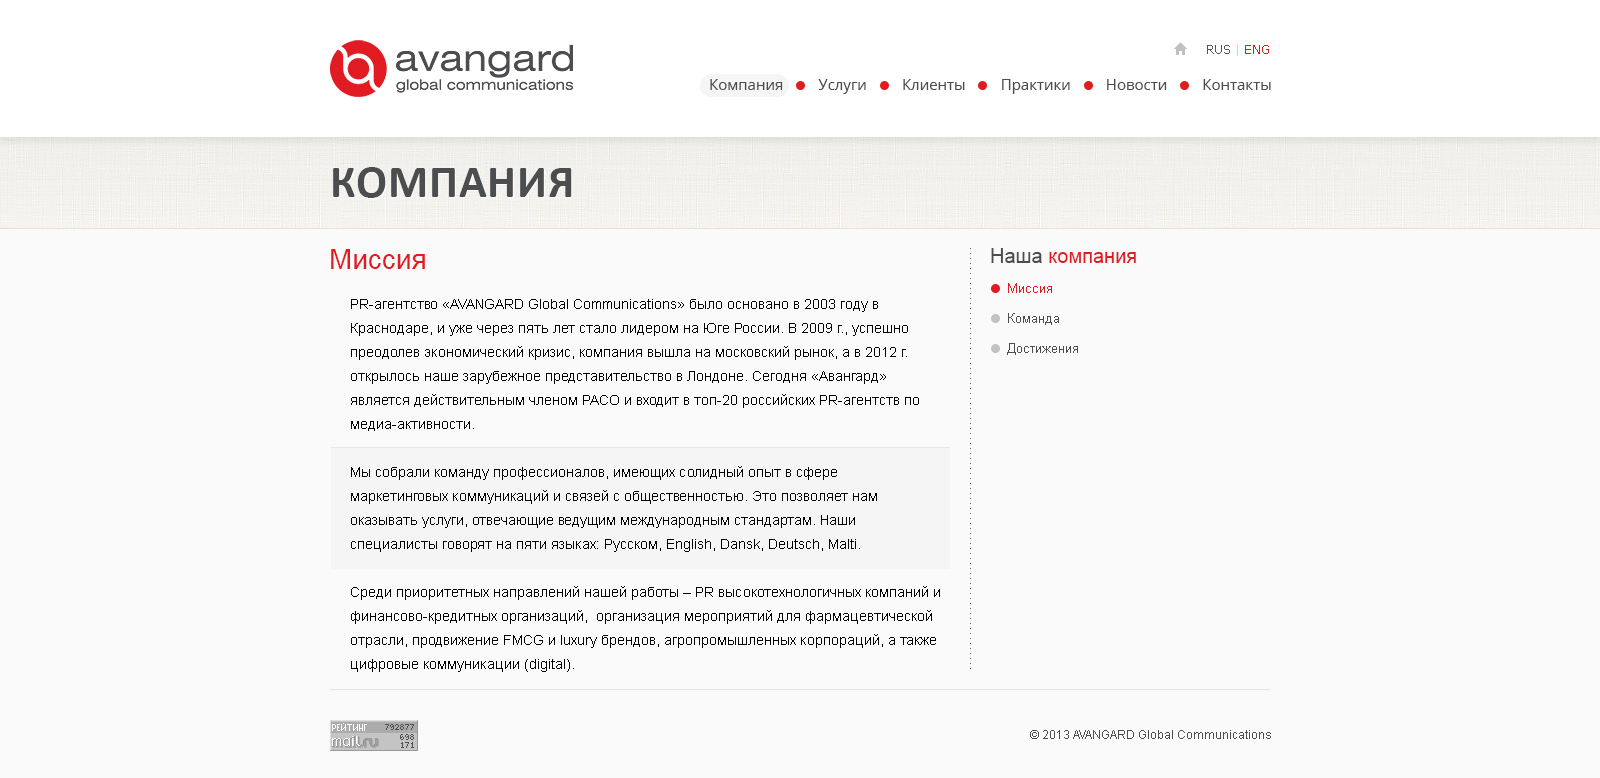 avangard
global communications
RUS | ENG
Компания Услуги Клиенты Практики Новости Контакты
КОМПАНИЯ
Миссия
PR-агентство «AVANGARD Global Communications» было основано в 2003 году в
Краснодаре, и уже через пять лет стало лидером на Юге России. В 2009 г., успешно
преодолев экономический кризис, компания вышла на московский рынок, а в 2012 г.
открылось наше зарубежное представительство в Лондоне. Сегодня «Авангард»
является действительным членом РАСО и входит в топ-20 российских PR-агентств по
медиа-активности.
Мы собрали команду профессионалов, имеющих солидный опыт в сфере
маркетинговых коммуникаций и связей с общественностью. Это позволяет нам
оказывать услуги, отвечающие ведущим международным стандартам. Наши
специалисты говорят на пяти языках: Русском, English, Dansk, Deutsch, Malti.
Среди приоритетных направлений нашей работы – PR высокотехнологичных компаний и
финансово-кредитных организаций,  организация мероприятий для фармацевтической
отрасли, продвижение FMCG и luxury брендов, агропромышленных корпораций, а также
цифровые коммуникации (digital).
Наша компания
Миссия
Команда
Достижения
РЕЙТИНГ 792877
mail.ru 698
171
© 2013 AVANGARD Global Communications